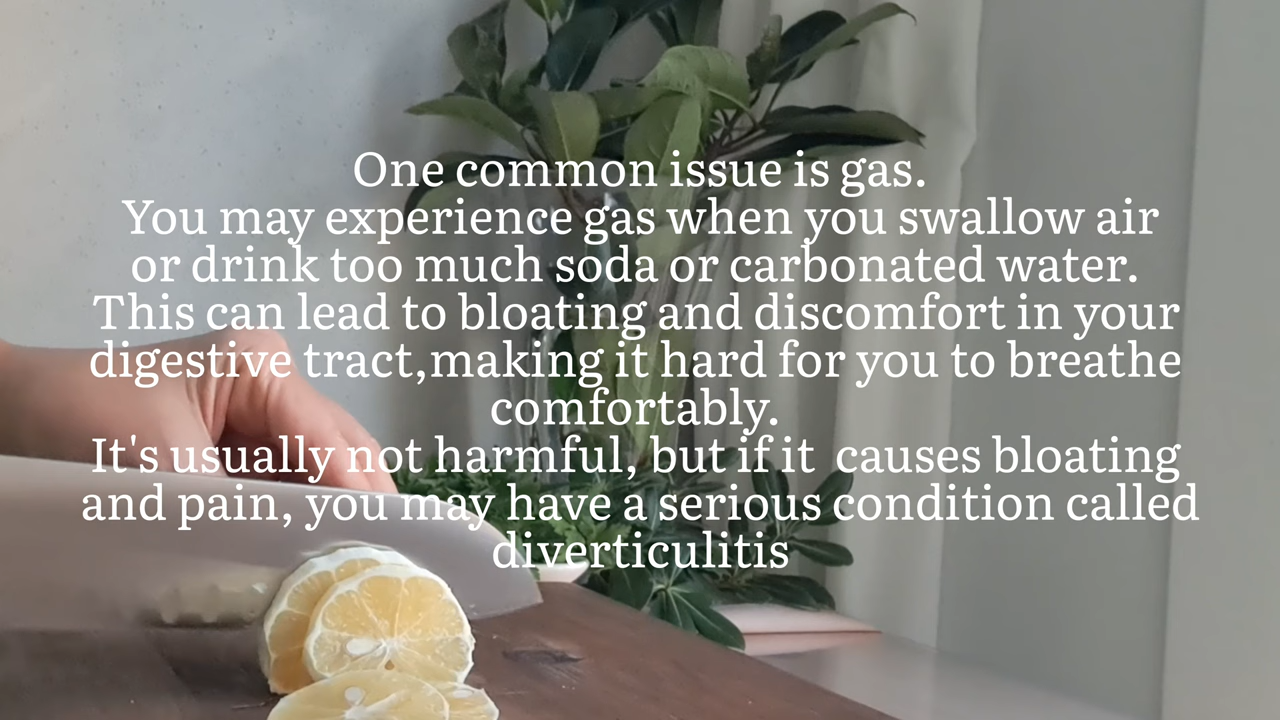 One common issue is gas.
You may experience gas when you swallow air
or drink too much soda or carbonated water.
This can lead to bloating and discomfort in your
digestive tract,making it hard for you to breathe
comfortably.
It's usually not harmful, but if it  causes bloating
and pain, you may have a serious condition called
diverticulitis